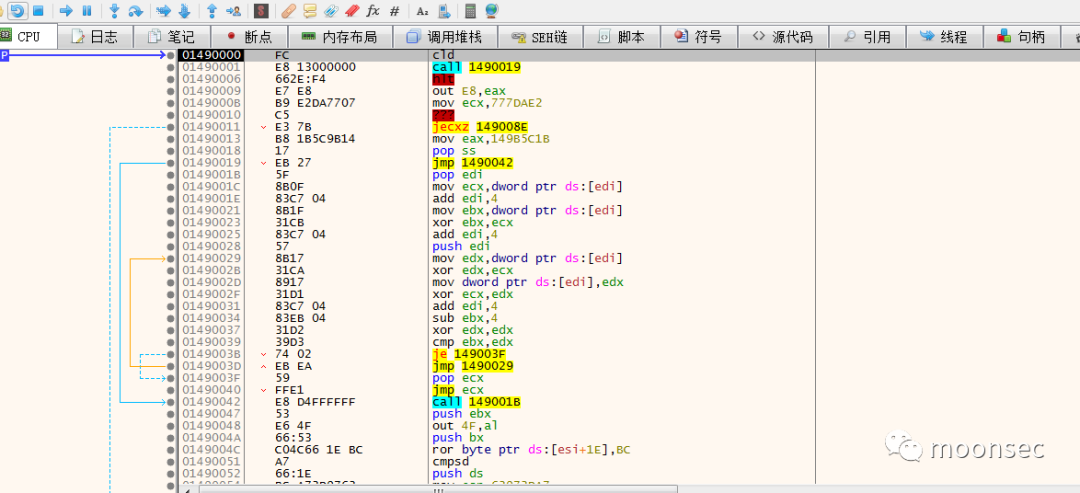 fx # A₂
CPU 日志 笔记 断点 内存布局 调用堆栈 SEH链 脚本 符号 源代码 引用 线程 句柄
P 01490000 FC cld
01490001 E8 13000000 call 1490019
01490006 662E:F4 hlt
01490009 E7 E8 out E8,eax
0149000B B9 E2DA7707 mov ecx,777DAE2
01490010 C5 ???
01490011 E3 7B jecxz 149008E
01490013 B8 1B5C9B14 mov eax,149B5C1B
01490018 17 pop ss
01490019 EB 27 jmp 1490042
0149001B 5F pop edi
0149001C 8B0F mov ecx,dword ptr ds:[edi]
0149001E 83C7 04 add edi,4
01490021 8B1F mov ebx,dword ptr ds:[edi]
01490023 31CB xor ebx,ecx
01490025 83C7 04 add edi,4
01490028 57 push edi
01490029 8B17 mov edx,dword ptr ds:[edi]
0149002B 31CA xor edx,ecx
0149002D 8917 mov dword ptr ds:[edi],edx
0149002F 31D1 xor ecx,edx
01490031 83C7 04 add edi,4
01490034 83EB 04 sub ebx,4
01490037 31D2 xor edx,edx
01490039 39D3 cmp ebx,edx
0149003B 74 02 je 149003F
0149003D EB EA jmp 1490029
0149003F 59 pop ecx
01490040 FFE1 jmp ecx
01490042 E8 D4FFFFFF call 149001B
01490047 53 push ebx
01490048 E6 4F out 4F,al
0149004A 66:53 push bx
0149004C C04C66 1E BC ror byte ptr ds:[esi+1E],BC
01490051 A7 cmpsd
01490052 66:1E push ds
moonsec